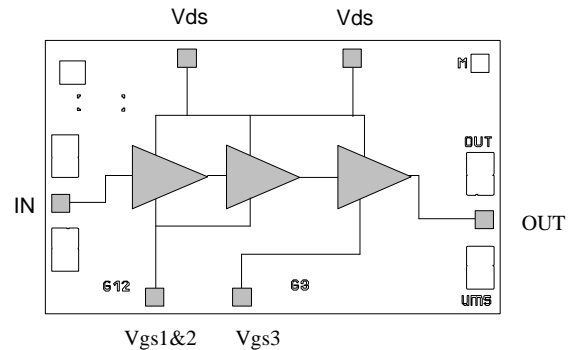 Vds Vds
M
OUT
IN
OUT
G12 G3
UMS
Vgs1&2 Vgs3